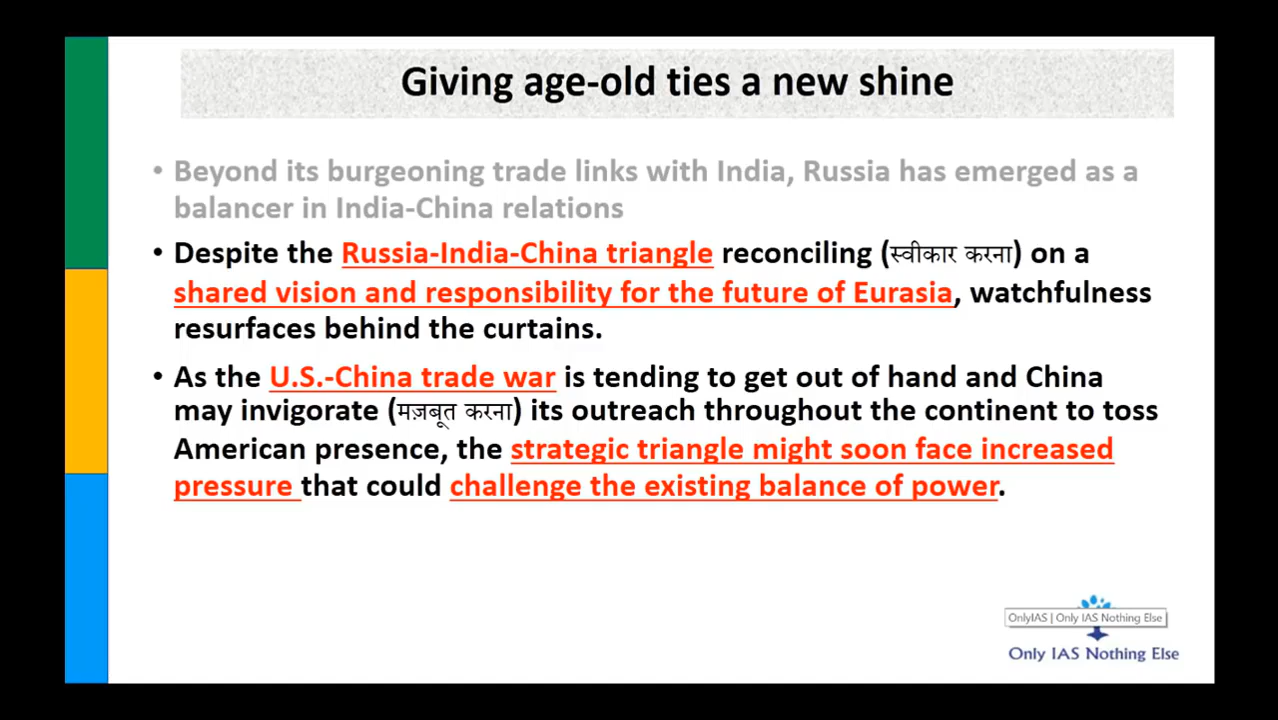 Giving age-old ties a new shine
• Beyond its burgeoning trade links with India, Russia has emerged as a
balancer in India-China relations
• Despite the Russia-India-China triangle reconciling (स्वीकार करना) on a
shared vision and responsibility for the future of Eurasia, watchfulness
resurfaces behind the curtains.
• As the U.S.-China trade war is tending to get out of hand and China
may invigorate (मज़बूत करना) its outreach throughout the continent to toss
American presence, the strategic triangle might soon face increased
pressure that could challenge the existing balance of power.
OnlyIAS | Only IAS Nothing Else
Only IAS Nothing Else